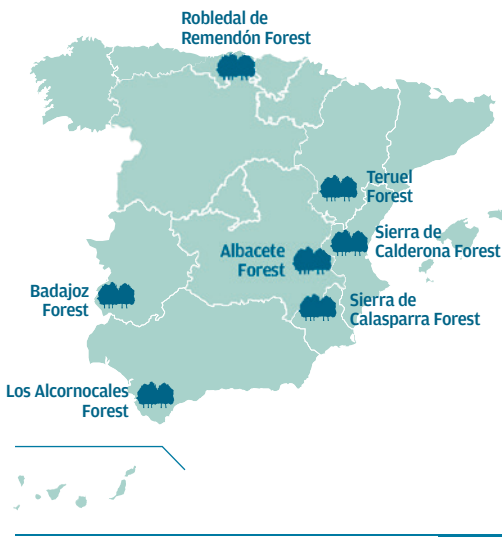 Robledal de
Remendón Forest
Teruel
Forest
Sierra de
Calderona Forest
Albacete
Forest
Badajoz
Forest
Sierra de
Calasparra Forest
Los Alcornocales
Forest